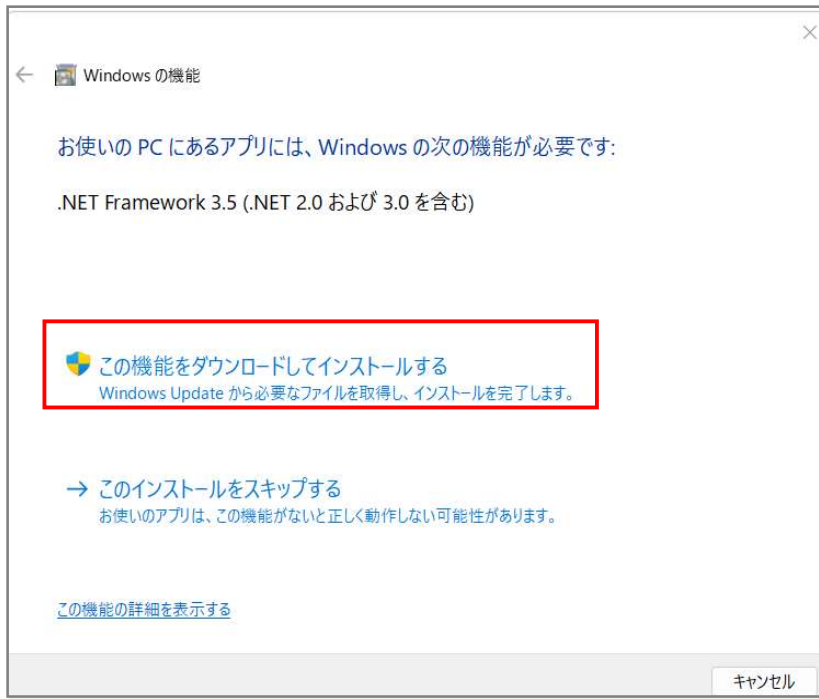 Windows の機能
お使いの PC にあるアプリには、Windows の次の機能が必要です:
.NET Framework 3.5 (.NET 2.0 および 3.0 を含む)
この機能をダウンロードしてインストールする
Windows Update から必要なファイルを取得し、インストールを完了します。
このインストールをスキップする
お使いのアプリは、この機能がないと正しく動作しない可能性があります。
この機能の詳細を表示する
キャンセル